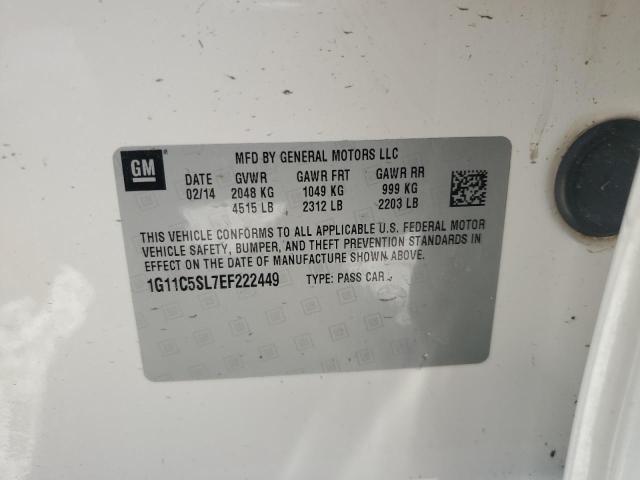 GM
MFD BY GENERAL MOTORS LLC
DATE GVWR GAWR FRT GAWR RR
02/14 2048 KG 1049 KG 999 KG
4515 LB 2312 LB 2203 LB
THIS VEHICLE CONFORMS TO ALL APPLICABLE U.S. FEDERAL MOTOR
VEHICLE SAFETY, BUMPER, AND THEFT PREVENTION STANDARDS IN
EFFECT ON THE DATE OF MANUFACTURE SHOWN ABOVE.
1G11C5SL7EF222449 TYPE: PASS CAR